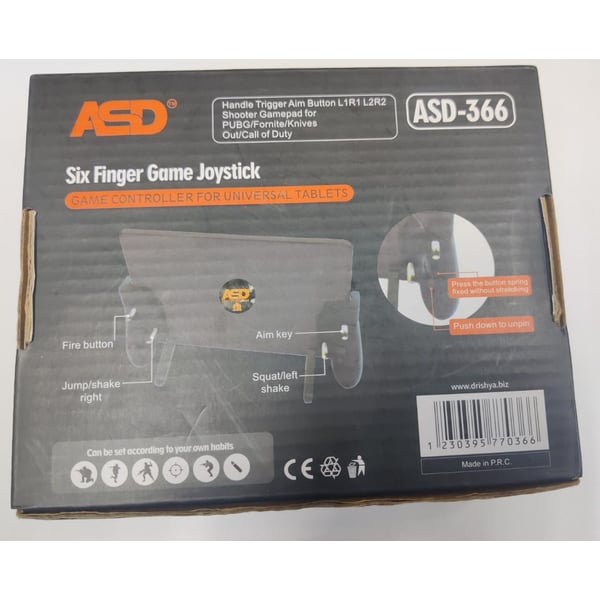 ASD TM
Handle Trigger Aim Button L1R1 L2R2
Shooter Gamepad for
PUBG/Fornite/Knives
Out/Call of Duty
ASD-366
Six Finger Game Joystick
GAME CONTROLLER FOR UNIVERSAL TABLETS
ASD
Press the button spring
fixed without stretching
Push down to unpin
Fire button
Aim key
Jump/shake
right
Squat/left
shake
www.drishya.biz
Can be set according to your own habits
CE
1 230395 770366
Made in P.R.C.